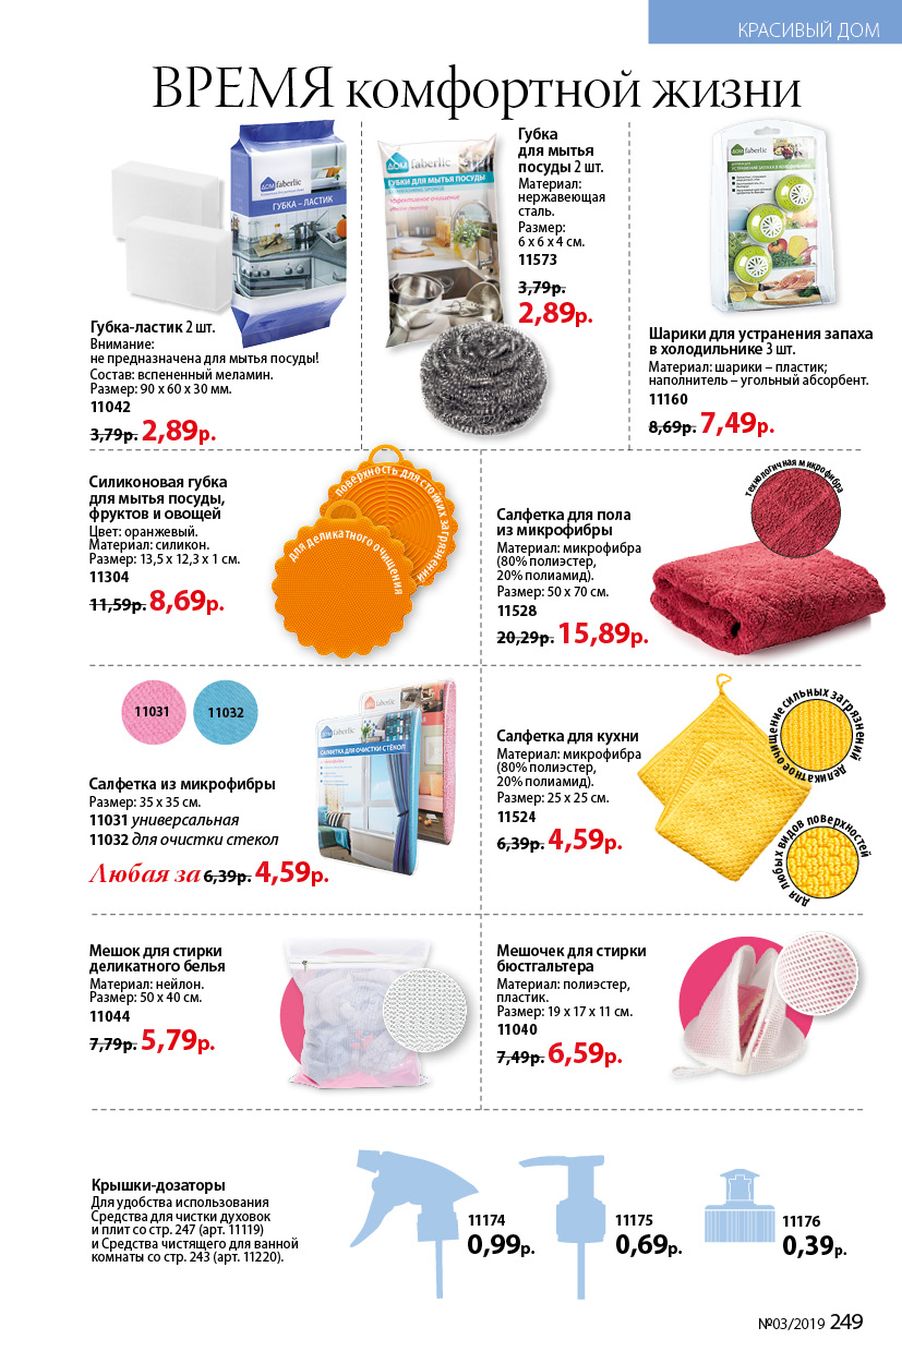 КРАСИВЫЙ ДОМ
ВРЕМЯ комфортной жизни
ДОМ faberlic
ГУБКА – ЛАСТИК
Губка-ластик 2 шт.
Внимание:
не предназначена для мытья посуды!
Состав: вспененный меламин.
Размер: 90 x 60 x 30 мм.
11042
3,79р. 2,89р.
ДОМ faberlic
ГУБКИ ДЛЯ МЫТЬЯ ПОСУДЫ
Губка
для мытья
посуды 2 шт.
Материал:
нержавеющая
сталь.
Размер:
6 x 6 x 4 см.
11573
3,79р.
2,89р.
ДОМ faberlic
Шарики для устранения запаха
в холодильнике 3 шт.
Материал: шарики – пластик;
наполнитель – угольный абсорбент.
11160
8,69р. 7,49р.
Силиконовая губка
для мытья посуды,
фруктов и овощей
Цвет: оранжевый.
Материал: силикон.
Размер: 13,5 x 12,3 x 1 см.
11304
11,59р. 8,69р.
поверхность для стойких загрязнений
для деликатного очищения
Салфетка для пола
из микрофибры
Материал: микрофибра
(80% полиэстер,
20% полиамид).
Размер: 50 x 70 см.
11528
20,29р. 15,89р.
технологичная микрофибра
11031
11032
ДОМ faberlic
САЛФЕТКА ДЛЯ ОЧИСТКИ СТЁКОЛ
faberlic
Салфетка из микрофибры
Размер: 35 x 35 см.
11031 универсальная
11032 для очистки стекол
Любая за 6,39р. 4,59р.
Салфетка для кухни
Материал: микрофибра
(80% полиэстер,
20% полиамид).
Размер: 25 x 25 см.
11524
6,39р. 4,59р.
деликатное очищение сильных загрязнений
для любых видов поверхностей
Мешок для стирки
деликатного белья
Материал: нейлон.
Размер: 50 x 40 см.
11044
7,79р. 5,79р.
Мешочек для стирки
бюстгальтера
Материал: полиэстер,
пластик.
Размер: 19 x 17 x 11 см.
11040
7,49р. 6,59р.
Крышки-дозаторы
Для удобства использования
Средства для чистки духовок
и плит со стр. 247 (арт. 11119)
и Средства чистящего для ванной
комнаты со стр. 243 (арт. 11220).
11174
0,99р.
11175
0,69р.
11176
0,39р.
№03/2019 249